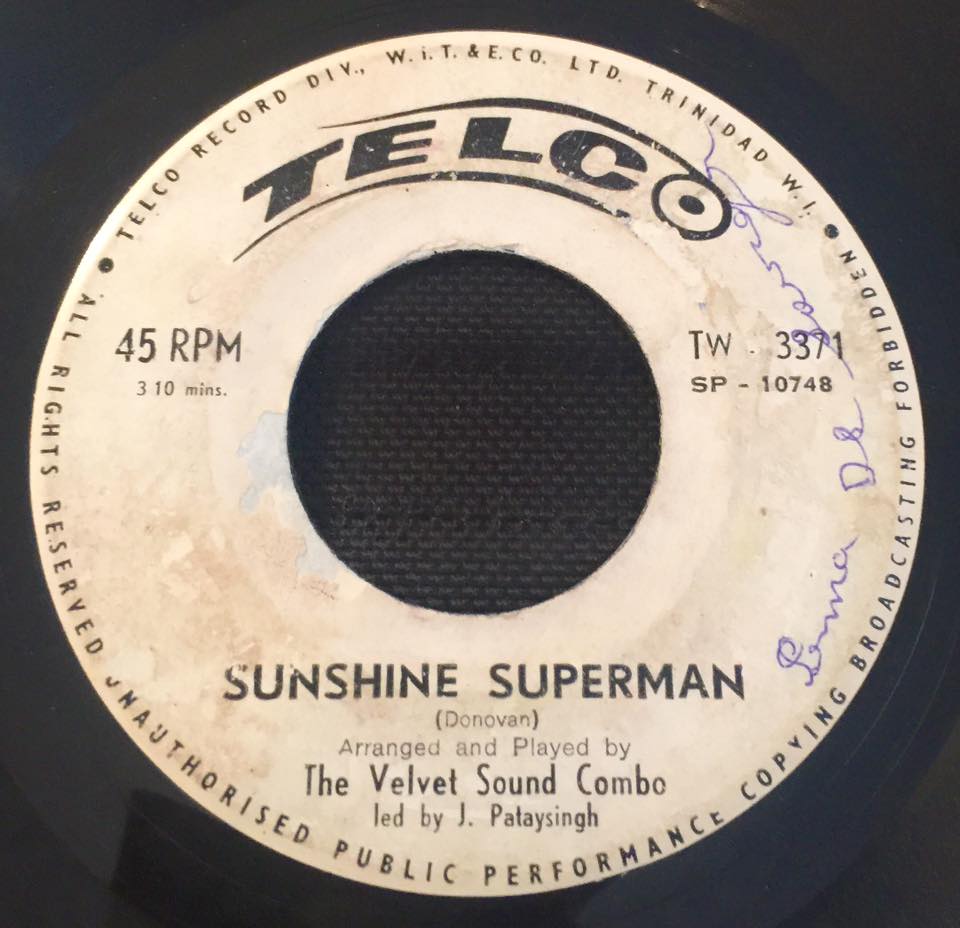 TELCO RECORD DIV., W.I.T. & E. CO. LTD. TRINIDAD W.I.
TELCO
45 RPM
3 10 mins.
TW . 3371
SP - 10748
SUNSHINE SUPERMAN
(Donovan)
Arranged and Played by
The Velvet Sound Combo
led by J. Pataysingh
ALL RIGHTS RESERVED UNAUTHORISED PUBLIC PERFORMANCE COPYING BROADCASTING FORBIDDEN